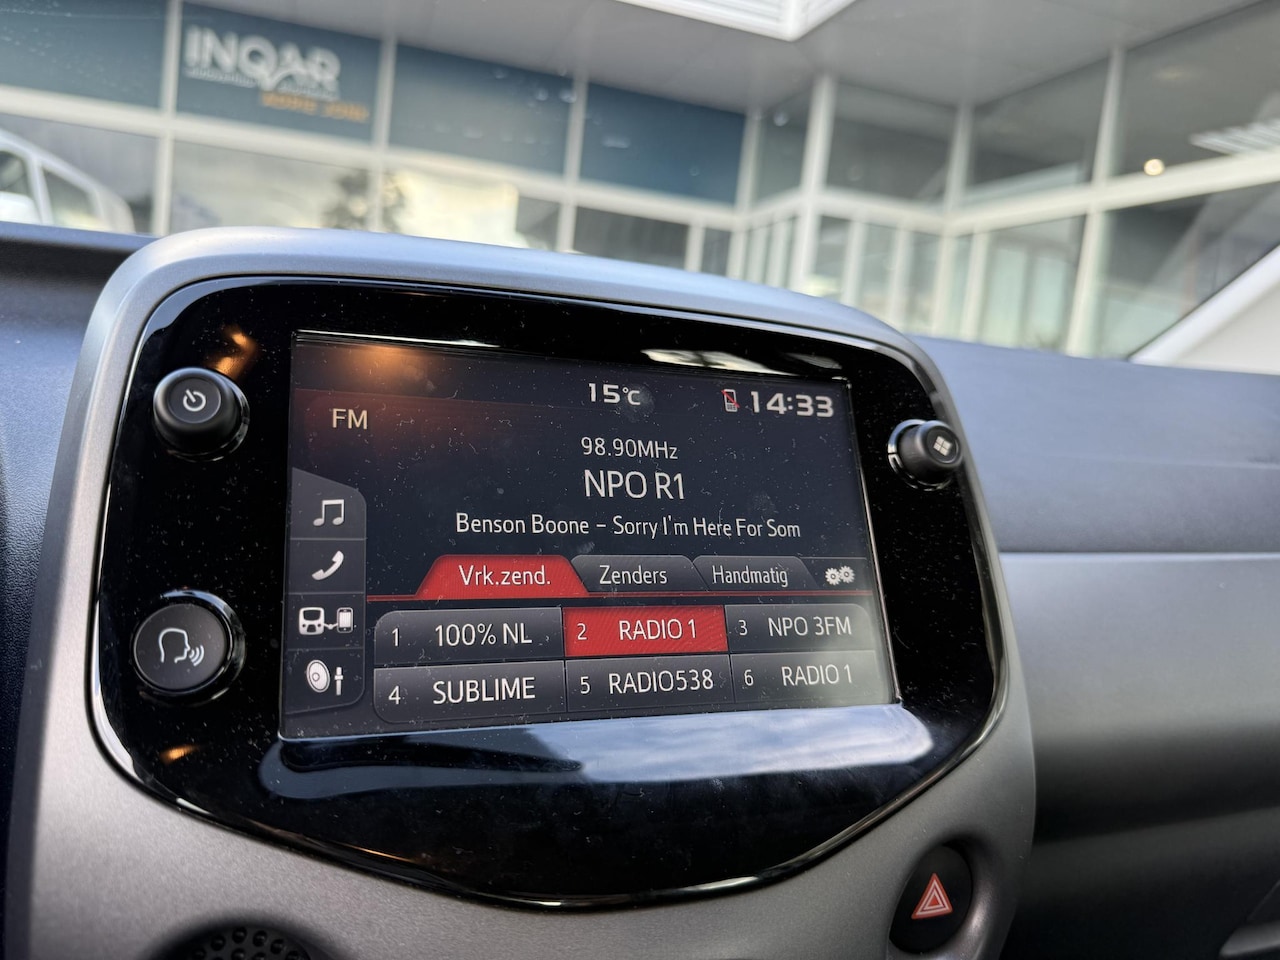 INQAR
FM
15°C
14:33
98.90MHz
NPO R1
Benson Boone - Sorry I'm Here For Som
Vrk.zend.
Zenders
Handmatig
1 100% NL
2 RADIO 1
3 NPO 3FM
4 SUBLIME
5 RADIO538
6 RADIO 1